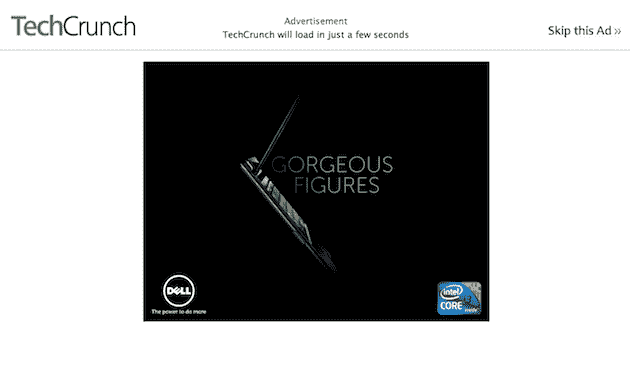 TechCrunch
Advertisement
TechCrunch will load in just a few seconds
Skip this Ad »
GORGEOUS
FIGURES
DELL
The power to do more
intel
CORE
inside